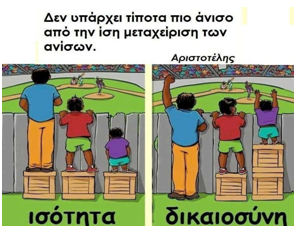 Δεν υπάρχει τίποτα πιο άνισο
από την ίση μεταχείριση των
ανίσων.
Αριστοτέλης
ισότητα
δικαιοσύνη